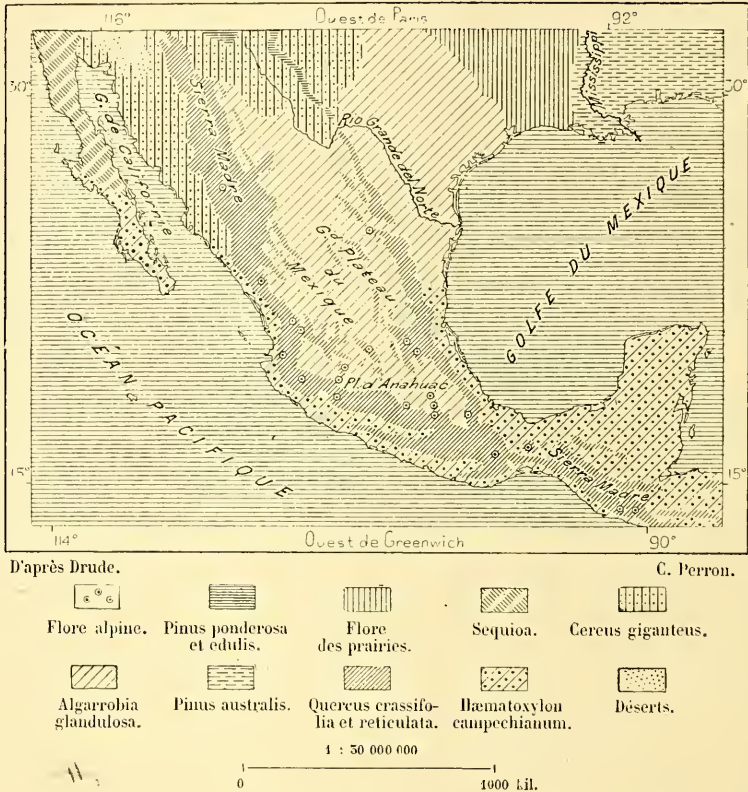 116° Ouest de Paris 92°
30° 30°
Mississippi
Sierra Madre
G. de Californie
Rio Grande del Norte
GOLFE DU MEXIQUE
Gd. Plateau
du
Mexique
OCÉAN PACIFIQUE
Pl. d'Anahuac
15° 15°
Sierra Madre
114° Ouest de Greenwich 90°
D'après Drude. C. Perron.
Flore alpine. Pinus ponderosa et edulis. Flore des prairies. Sequioa. Cereus giganteus.
Algarrobia glandulosa. Pinus australis. Quercus crassifo-lia et reticulata. Hæmatoxylon campechianum. Déserts.
1 : 30 000 000
0 1000 kil.